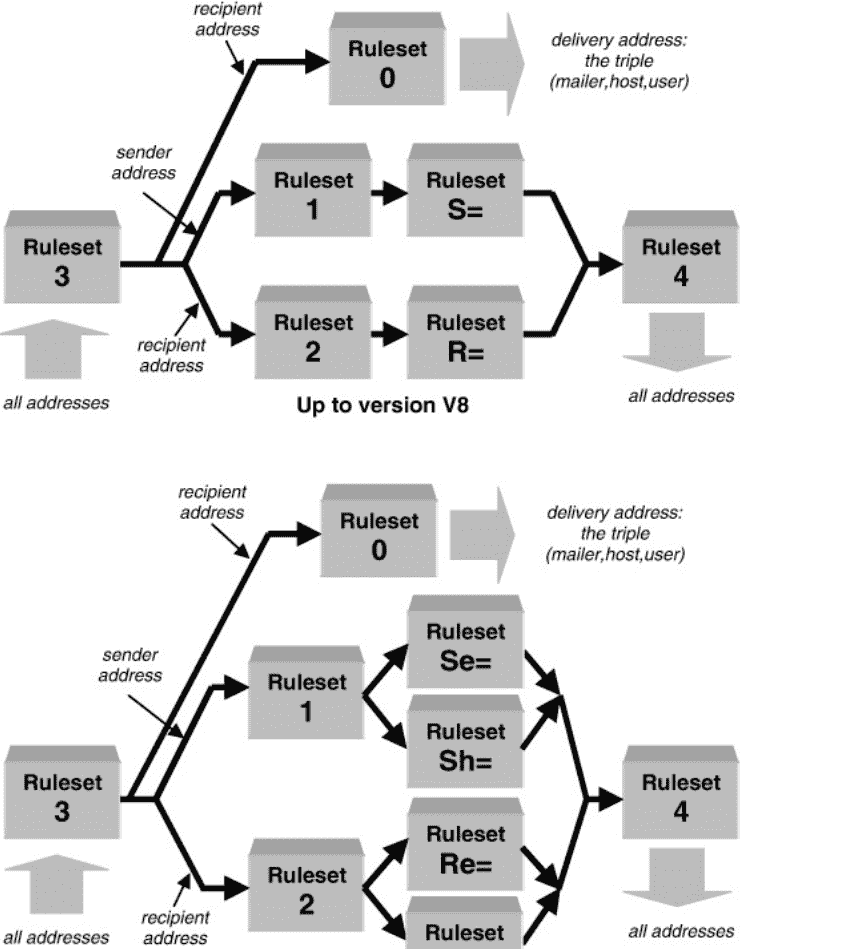 recipient
address
Ruleset
0
delivery address:
the triple
(mailer,host,user)
sender
address
Ruleset
1
Ruleset
S=
Ruleset
3
Ruleset
4
recipient
address
Ruleset
2
Ruleset
R=
all addresses
Up to version V8
all addresses
recipient
address
Ruleset
0
delivery address:
the triple
(mailer,host,user)
sender
address
Ruleset
1
Ruleset
Se=
Ruleset
Sh=
Ruleset
3
Ruleset
4
Ruleset
Re=
Ruleset
2
recipient
address
Ruleset
all addresses
all addresses